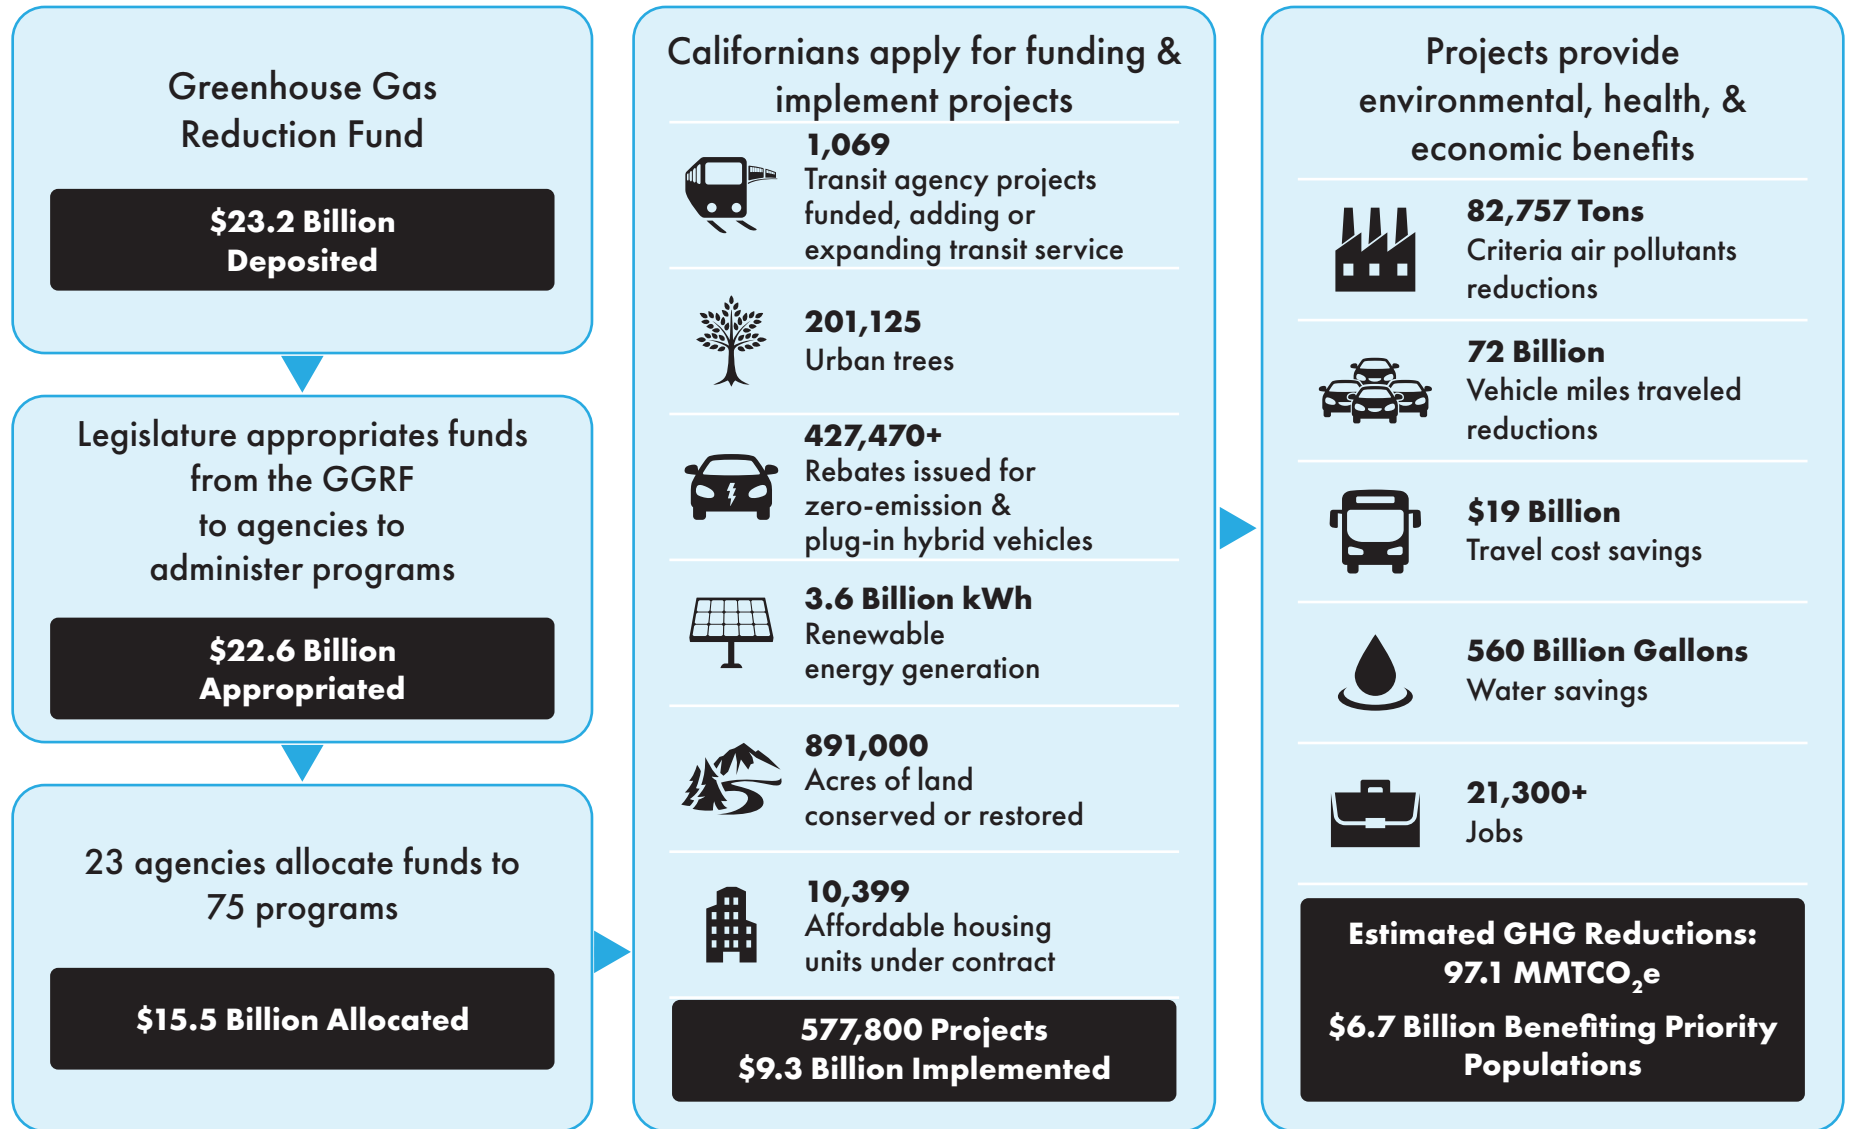 Greenhouse Gas
Reduction Fund
$23.2 Billion
Deposited
Legislature appropriates funds
from the GGRF
to agencies to
administer programs
$22.6 Billion
Appropriated
23 agencies allocate funds to
75 programs
$15.5 Billion Allocated
Californians apply for funding &
implement projects
1,069
Transit agency projects
funded, adding or
expanding transit service
201,125
Urban trees
427,470+
Rebates issued for
zero-emission &
plug-in hybrid vehicles
3.6 Billion kWh
Renewable
energy generation
891,000
Acres of land
conserved or restored
10,399
Affordable housing
units under contract
577,800 Projects
$9.3 Billion Implemented
Projects provide
environmental, health, &
economic benefits
82,757 Tons
Criteria air pollutants
reductions
72 Billion
Vehicle miles traveled
reductions
$19 Billion
Travel cost savings
560 Billion Gallons
Water savings
21,300+
Jobs
Estimated GHG Reductions:
97.1 MMTCO₂e
$6.7 Billion Benefiting Priority
Populations